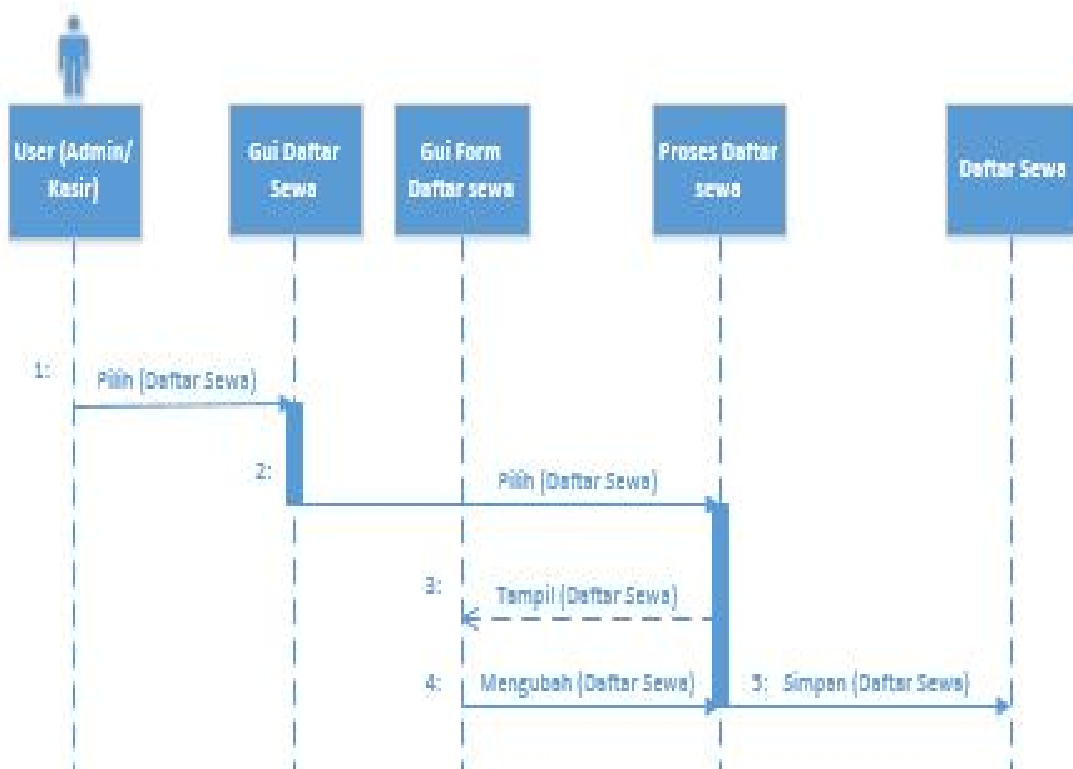 User (Admin/
Kasir)
Gui Daftar
Sewa
Gui Form
Daftar sewa
Proses Daftar
sewa
Daftar Sewa
1:
Pilih (Daftar Sewa)
2:
Pilih (Daftar Sewa)
3:
Tampil (Daftar Sewa)
4:
Mengubah (Daftar Sewa)
5: Simpan (Daftar Sewa)